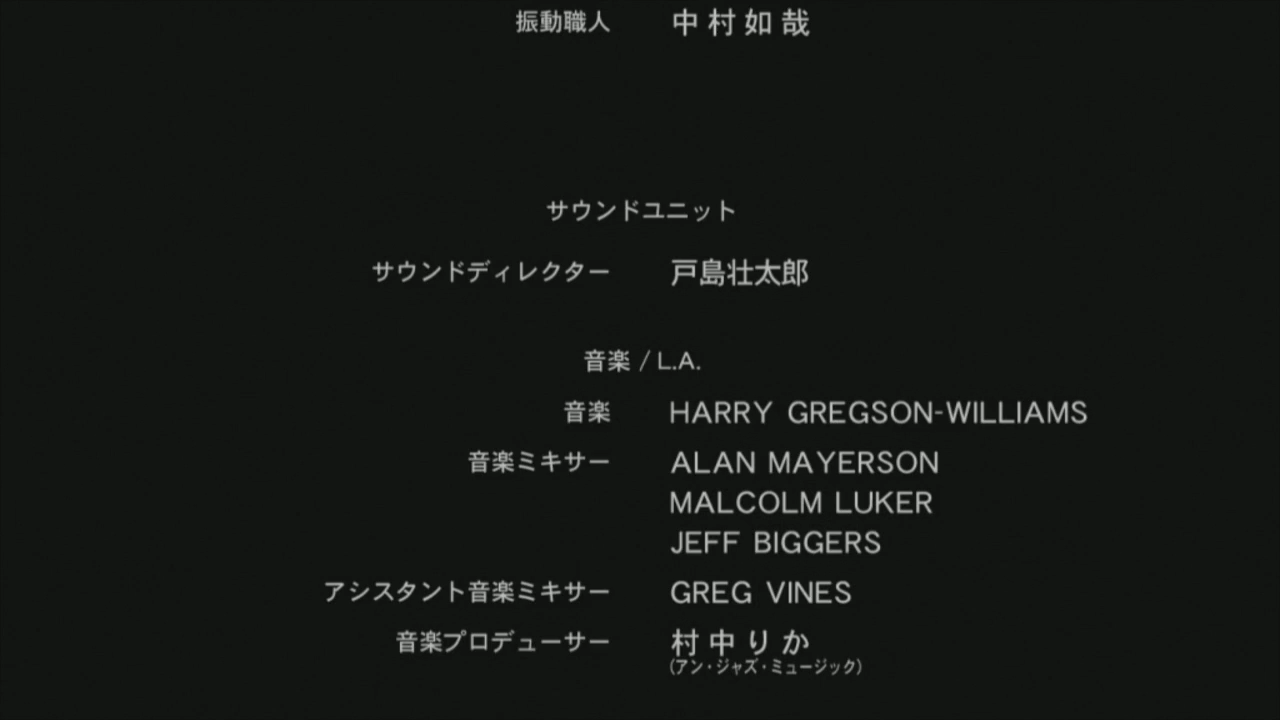 振動職人 中村如哉
サウンドユニット
サウンドディレクター 戸島壮太郎
音楽 / L.A.
音楽 HARRY GREGSON-WILLIAMS
音楽ミキサー ALAN MAYERSON
MALCOLM LUKER
JEFF BIGGERS
アシスタント音楽ミキサー GREG VINES
音楽プロデューサー 村中りか
(アン・ジャズ・ミュージック)